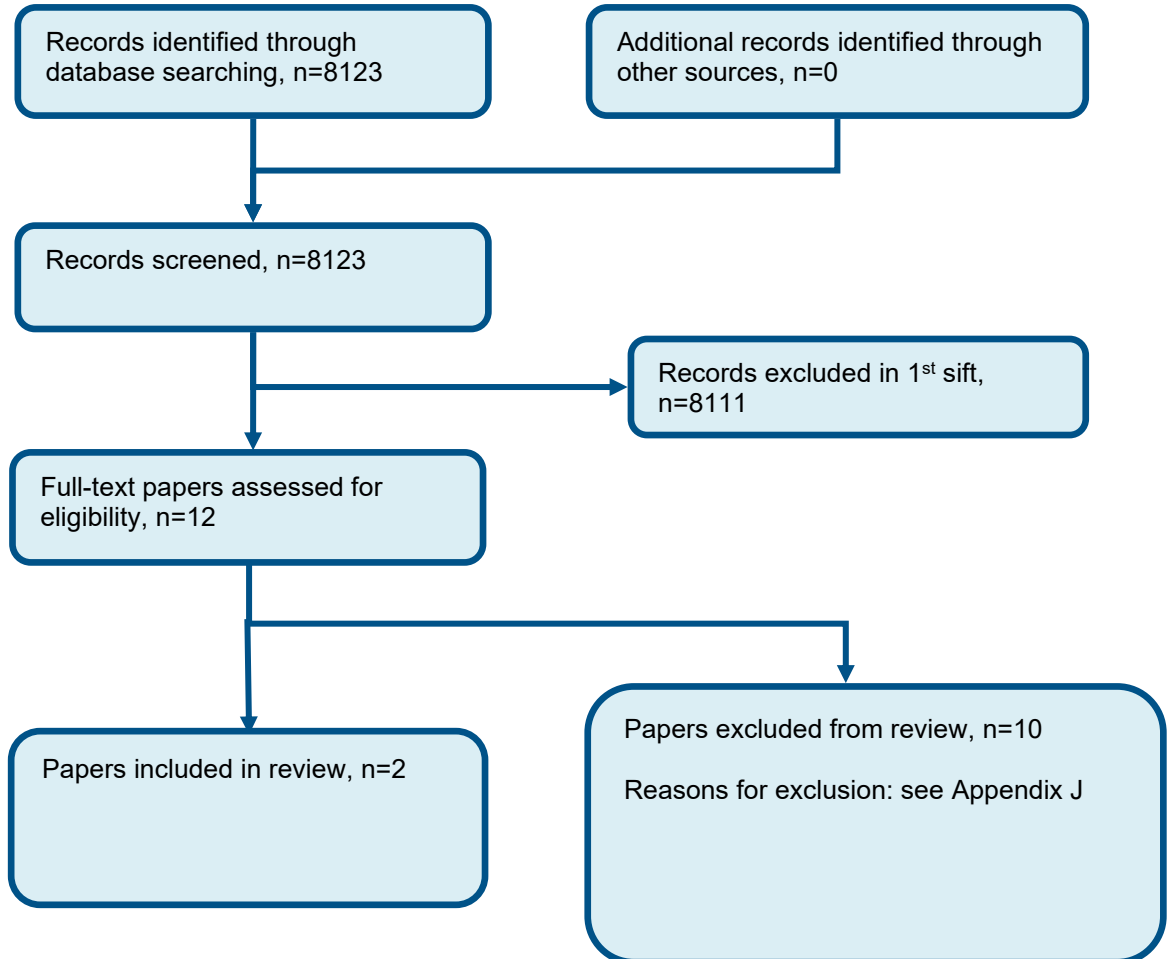 Records identified through
database searching, n=8123
Additional records identified through
other sources, n=0
Records screened, n=8123
Records excluded in 1st sift,
n=8111
Full-text papers assessed for
eligibility, n=12
Papers included in review, n=2
Papers excluded from review, n=10
Reasons for exclusion: see Appendix J